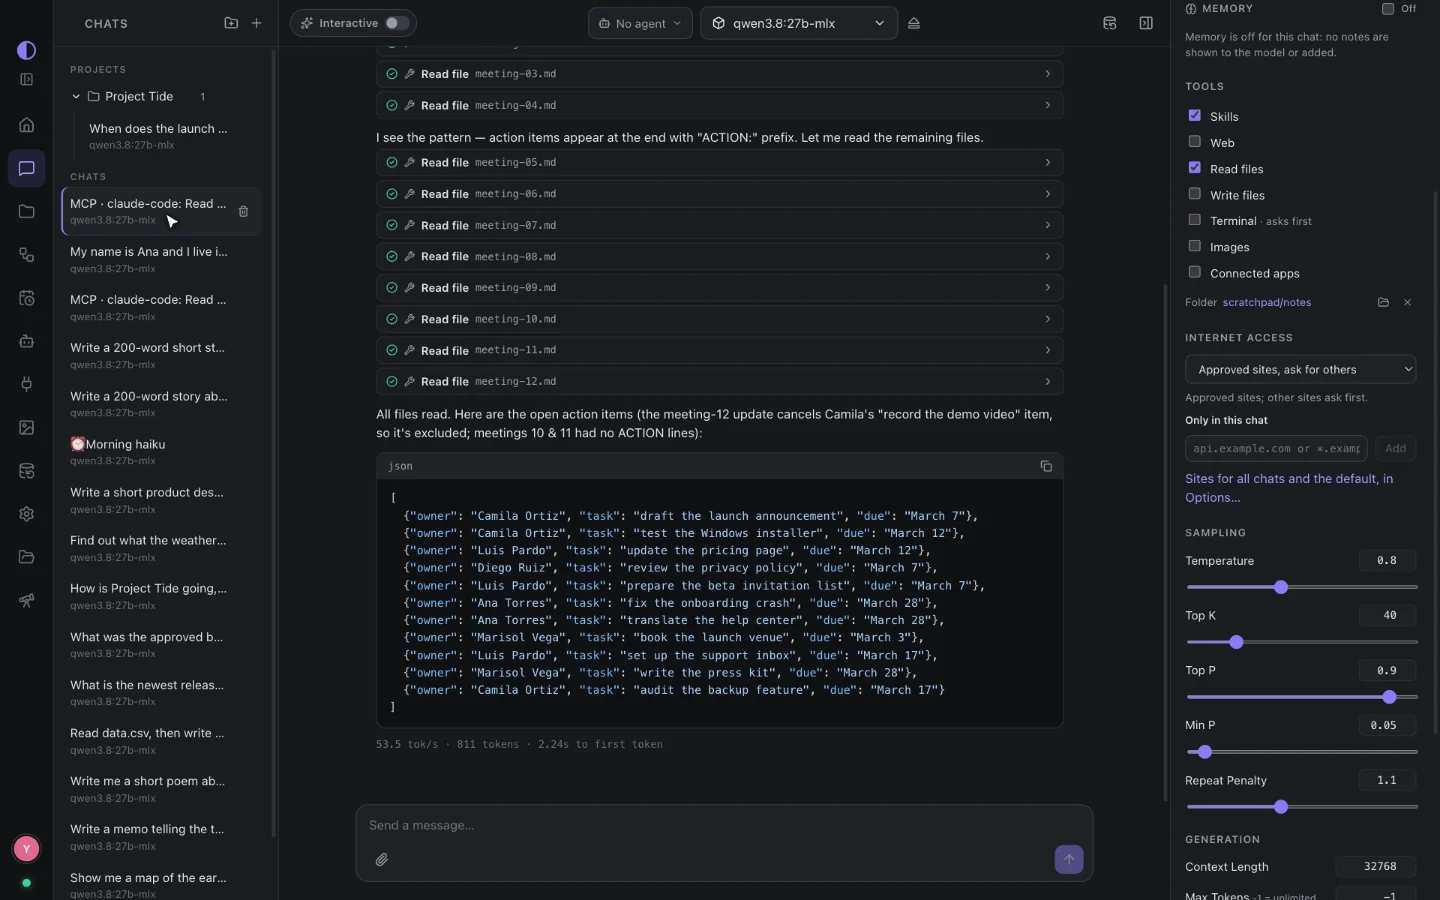 CHATS
PROJECTS
Project Tide 1
When does the launch ...
qwen3.8:27b-mlx
CHATS
MCP · claude-code: Read ...
qwen3.8:27b-mlx
My name is Ana and I live i...
qwen3.8:27b-mlx
MCP · claude-code: Read ...
qwen3.8:27b-mlx
Write a 200-word short st...
qwen3.8:27b-mlx
Write a 200-word story ab...
qwen3.8:27b-mlx
⏰Morning haiku
qwen3.8:27b-mlx
Write a short product des...
qwen3.8:27b-mlx
Find out what the weather...
qwen3.8:27b-mlx
How is Project Tide going,...
qwen3.8:27b-mlx
What was the approved b...
qwen3.8:27b-mlx
What is the newest releas...
qwen3.8:27b-mlx
Read data.csv, then write ...
qwen3.8:27b-mlx
Write me a short poem ab...
qwen3.8:27b-mlx
Write a memo telling the t...
qwen3.8:27b-mlx
Show me a map of the ear...
qwen3.8:27b-mlx
Y
Interactive
No agent
qwen3.8:27b-mlx
Read file meeting-03.md
Read file meeting-04.md
I see the pattern — action items appear at the end with "ACTION:" prefix. Let me read the remaining files.
Read file meeting-05.md
Read file meeting-06.md
Read file meeting-07.md
Read file meeting-08.md
Read file meeting-09.md
Read file meeting-10.md
Read file meeting-11.md
Read file meeting-12.md
All files read. Here are the open action items (the meeting-12 update cancels Camila's "record the demo video" item,
so it's excluded; meetings 10 & 11 had no ACTION lines):
json
[
{"owner": "Camila Ortiz", "task": "draft the launch announcement", "due": "March 7"},
{"owner": "Camila Ortiz", "task": "test the Windows installer", "due": "March 12"},
{"owner": "Luis Pardo", "task": "update the pricing page", "due": "March 12"},
{"owner": "Diego Ruiz", "task": "review the privacy policy", "due": "March 7"},
{"owner": "Luis Pardo", "task": "prepare the beta invitation list", "due": "March 7"},
{"owner": "Ana Torres", "task": "fix the onboarding crash", "due": "March 28"},
{"owner": "Ana Torres", "task": "translate the help center", "due": "March 28"},
{"owner": "Marisol Vega", "task": "book the launch venue", "due": "March 3"},
{"owner": "Luis Pardo", "task": "set up the support inbox", "due": "March 17"},
{"owner": "Marisol Vega", "task": "write the press kit", "due": "March 28"},
{"owner": "Camila Ortiz", "task": "audit the backup feature", "due": "March 17"}
]
53.5 tok/s · 811 tokens · 2.24s to first token
Send a message...
MEMORY Off
Memory is off for this chat: no notes are
shown to the model or added.
TOOLS
Skills
Web
Read files
Write files
Terminal · asks first
Images
Connected apps
Folder scratchpad/notes
INTERNET ACCESS
Approved sites, ask for others
Approved sites; other sites ask first.
Only in this chat
api.example.com or *.examp Add
Sites for all chats and the default, in
Options...
SAMPLING
Temperature 0.8
Top K 40
Top P 0.9
Min P 0.05
Repeat Penalty 1.1
GENERATION
Context Length 32768
Max Tokens -1 = unlimited -1